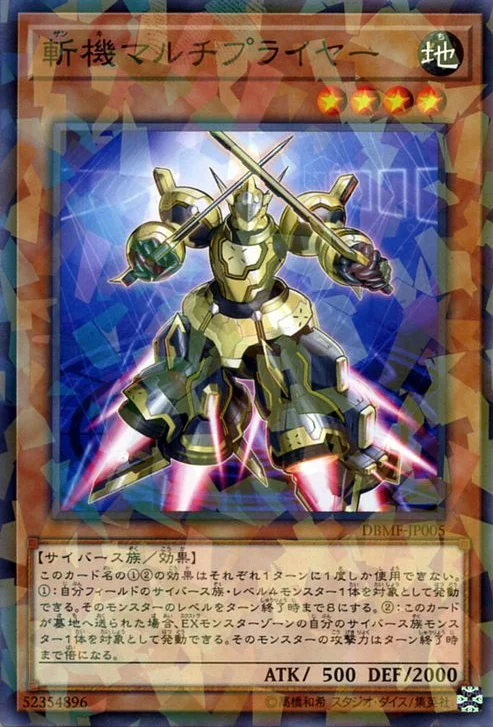 斬機マルチプライヤー
ザン き
地
ち
DBMF-JP005
【サイバース族／効果】
このカード名の①②の効果はそれぞれ1ターンに1度しか使用できない。
①：自分フィールドのサイバース族・レベル4モンスター1体を対象として発動
できる。そのモンスターのレベルをターン終了時まで8にする。②：このカード
が墓地へ送られた場合、EXモンスターゾーンの自分のサイバース族モンス
ター1体を対象として発動できる。そのモンスターの攻撃力はターン終了時
まで倍になる。
ATK/ 500 DEF/2000
52354896
©高橋和希 スタジオ・ダイス/集英社